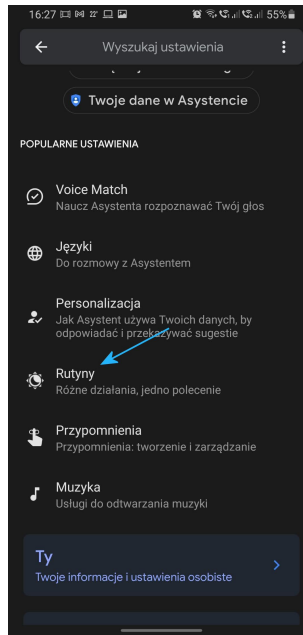 16:27 55%
Wyszukaj ustawienia
Twoje dane w Asystencie
POPULARNE USTAWIENIA
Voice Match
Naucz Asystenta rozpoznawać Twój głos
Języki
Do rozmowy z Asystentem
Personalizacja
Jak Asystent używa Twoich danych, by
odpowiadać i przekazywać sugestie
Rutyny
Różne działania, jedno polecenie
Przypomnienia
Przypomnienia: tworzenie i zarządzanie
Muzyka
Usługi do odtwarzania muzyki
Ty
Twoje informacje i ustawienia osobiste